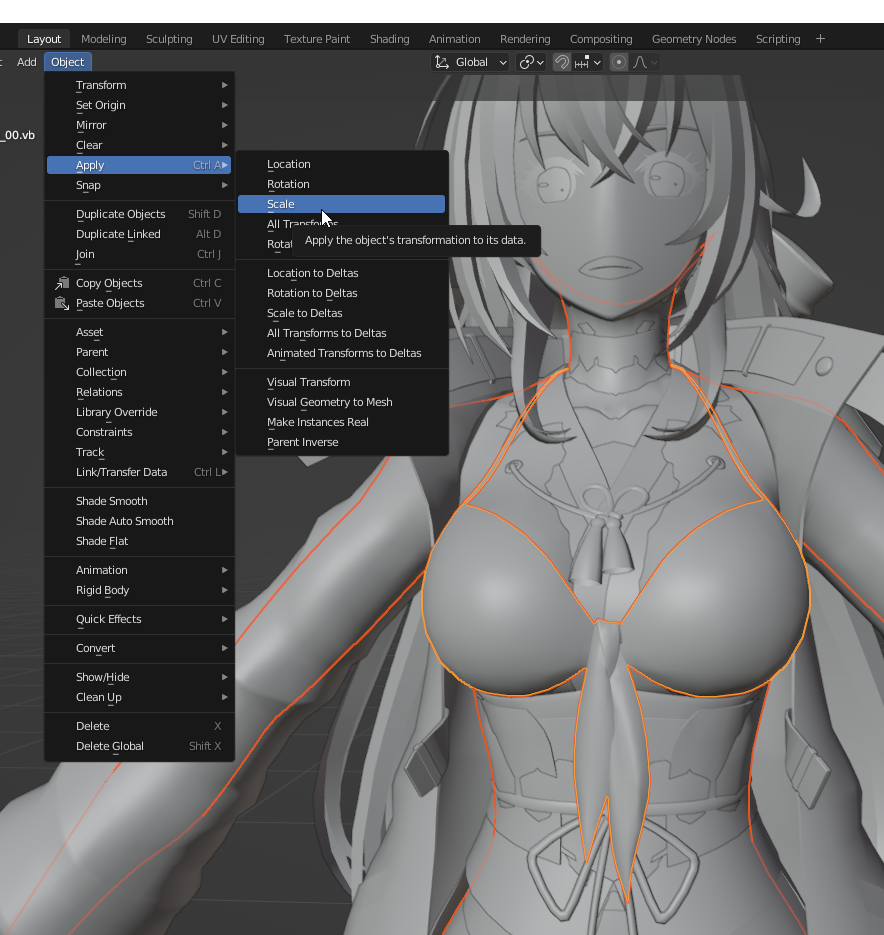 Layout Modeling Sculpting UV Editing Texture Paint Shading Animation Rendering Compositing Geometry Nodes Scripting +
Add Object Global
_00.vb
Transform
Set Origin
Mirror
Clear
Apply Ctrl A
Snap
Duplicate Objects Shift D
Duplicate Linked Alt D
Join Ctrl J
Copy Objects Ctrl C
Paste Objects Ctrl V
Asset
Parent
Collection
Relations
Library Override
Constraints
Track
Link/Transfer Data Ctrl L
Shade Smooth
Shade Auto Smooth
Shade Flat
Animation
Rigid Body
Quick Effects
Convert
Show/Hide
Clean Up
Delete X
Delete Global Shift X
Location
Rotation
Scale
All Transforms
Apply the object's transformation to its data.
Location to Deltas
Rotation to Deltas
Scale to Deltas
All Transforms to Deltas
Animated Transforms to Deltas
Visual Transform
Visual Geometry to Mesh
Make Instances Real
Parent Inverse